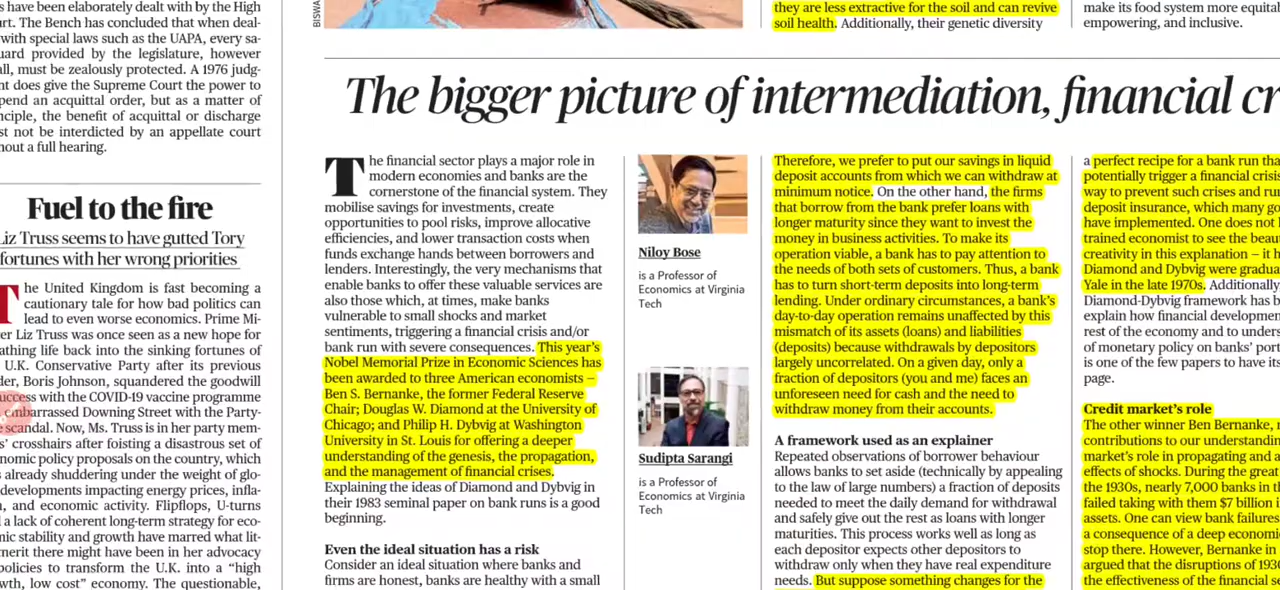 s have been elaborately dealt with by the High
rt. The Bench has concluded that when deal-
with special laws such as the UAPA, every sa-
uard provided by the legislature, however
all, must be zealously protected. A 1976 judg-
nt does give the Supreme Court the power to
pend an acquittal order, but as a matter of
nciple, the benefit of acquittal or discharge
st not be interdicted by an appellate court
hout a full hearing.
Fuel to the fire
Liz Truss seems to have gutted Tory
fortunes with her wrong priorities
The United Kingdom is fast becoming a
cautionary tale for how bad politics can
lead to even worse economics. Prime Mi-
er Liz Truss was once seen as a new hope for
athing life back into the sinking fortunes of
U.K. Conservative Party after its previous
der, Boris Johnson, squandered the goodwill
uccess with the COVID-19 vaccine programme
embarrassed Downing Street with the Party-
e scandal. Now, Ms. Truss is in her party mem-
s' crosshairs after foisting a disastrous set of
nomic policy proposals on the country, which
s already shuddering under the weight of glo-
developments impacting energy prices, infla-
n, and economic activity. Flipflops, U-turns
l a lack of coherent long-term strategy for eco-
mic stability and growth have marred what lit-
merit there might have been in her advocacy
policies to transform the U.K. into a “high
wth, low cost” economy. The questionable,
BISWA
they are less extractive for the soil and can revive
soil health. Additionally, their genetic diversity
make its food system more equitab
empowering, and inclusive.
The bigger picture of intermediation, financial cr
The financial sector plays a major role in
modern economies and banks are the
cornerstone of the financial system. They
mobilise savings for investments, create
opportunities to pool risks, improve allocative
efficiencies, and lower transaction costs when
funds exchange hands between borrowers and
lenders. Interestingly, the very mechanisms that
enable banks to offer these valuable services are
also those which, at times, make banks
vulnerable to small shocks and market
sentiments, triggering a financial crisis and/or
bank run with severe consequences. This year’s
Nobel Memorial Prize in Economic Sciences has
been awarded to three American economists –
Ben S. Bernanke, the former Federal Reserve
Chair; Douglas W. Diamond at the University of
Chicago; and Philip H. Dybvig at Washington
University in St. Louis for offering a deeper
understanding of the genesis, the propagation,
and the management of financial crises.
Explaining the ideas of Diamond and Dybvig in
their 1983 seminal paper on bank runs is a good
beginning.
Even the ideal situation has a risk
Consider an ideal situation where banks and
firms are honest, banks are healthy with a small
Niloy Bose
is a Professor of
Economics at Virginia
Tech
Sudipta Sarangi
is a Professor of
Economics at Virginia
Tech
Therefore, we prefer to put our savings in liquid
deposit accounts from which we can withdraw at
minimum notice. On the other hand, the firms
that borrow from the bank prefer loans with
longer maturity since they want to invest the
money in business activities. To make its
operation viable, a bank has to pay attention to
the needs of both sets of customers. Thus, a bank
has to turn short-term deposits into long-term
lending. Under ordinary circumstances, a bank’s
day-to-day operation remains unaffected by this
mismatch of its assets (loans) and liabilities
(deposits) because withdrawals by depositors
largely uncorrelated. On a given day, only a
fraction of depositors (you and me) faces an
unforeseen need for cash and the need to
withdraw money from their accounts.
A framework used as an explainer
Repeated observations of borrower behaviour
allows banks to set aside (technically by appealing
to the law of large numbers) a fraction of deposits
needed to meet the daily demand for withdrawal
and safely give out the rest as loans with longer
maturities. This process works well as long as
each depositor expects other depositors to
withdraw only when they have real expenditure
needs. But suppose something changes for the
a perfect recipe for a bank run tha
potentially trigger a financial crisis
way to prevent such crises and run
deposit insurance, which many go
have implemented. One does not h
trained economist to see the beau
creativity in this explanation – it h
Diamond and Dybvig were gradua
Yale in the late 1970s. Additionally,
Diamond-Dybvig framework has b
explain how financial developmen
rest of the economy and to unders
of monetary policy on banks’ port
is one of the few papers to have its
page.
Credit market’s role
The other winner Ben Bernanke, r
contributions to our understandin
market’s role in propagating and a
effects of shocks. During the great
the 1930s, nearly 7,000 banks in th
failed taking with them $7 billion i
assets. One can view bank failures
a consequence of a deep economi
stop there. However, Bernanke in
argued that the disruptions of 1930
the effectiveness of the financial se